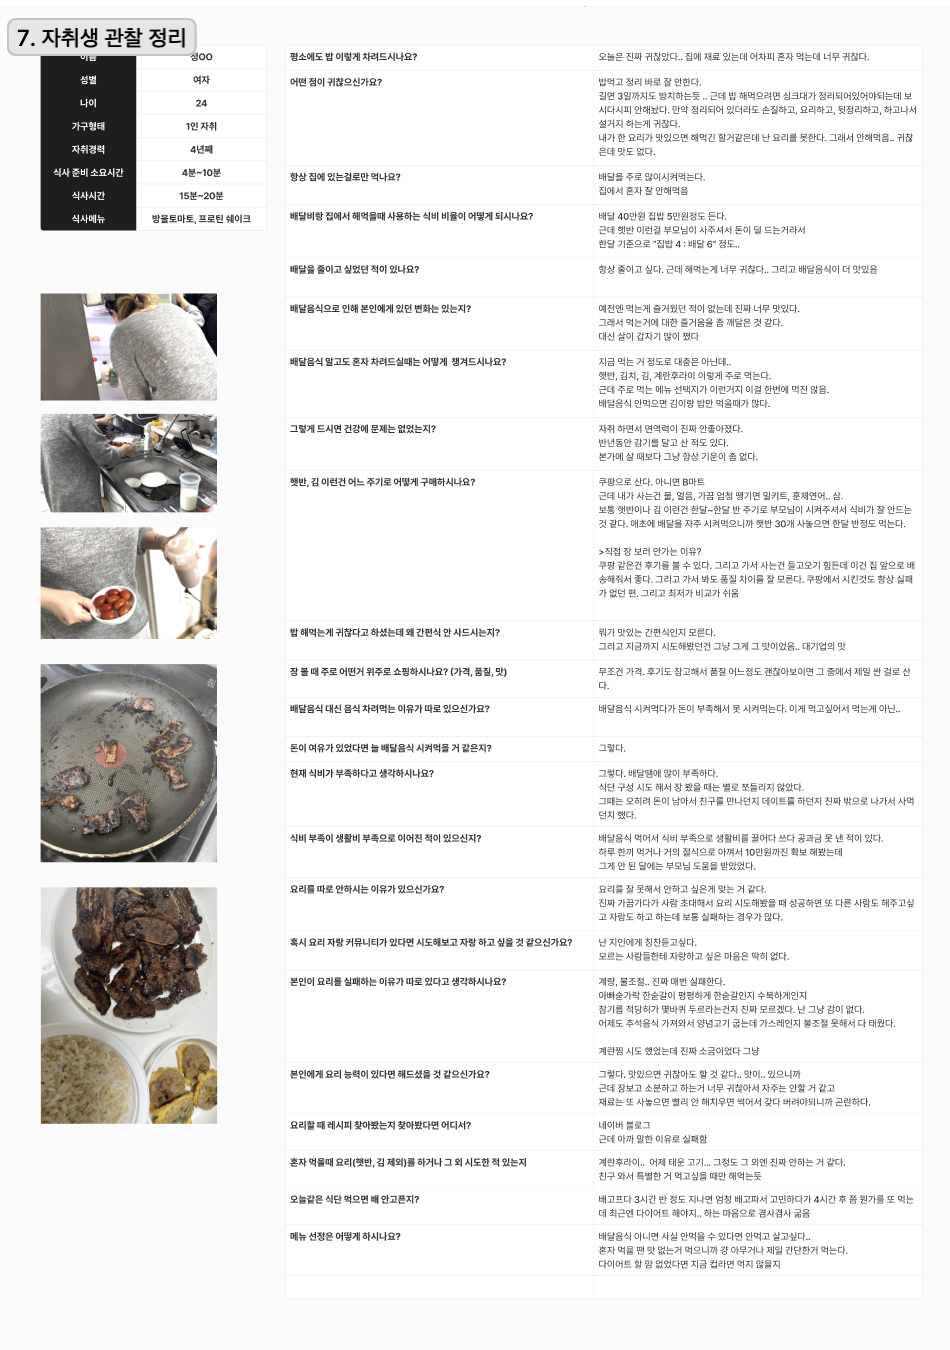 7. 자취생 관찰 정리
이름 정OO
성별 여자
나이 24
가구형태 1인 자취
자취경력 4년째
식사 준비 소요시간 4분~10분
식사시간 15분~20분
식사메뉴 방울토마토, 프로틴 쉐이크
평소에도 밥 이렇게 차려드시나요?
오늘은 진짜 귀찮았다.. 집에 재료 있는데 어차피 혼자 먹는데 너무 귀찮다.
어떤 점이 귀찮으신가요?
밥먹고 정리 바로 잘 안한다.
길면 3일까지도 방치하는듯 .. 근데 밥 해먹으려면 싱크대가 정리되어있어야되는데 보
시다시피 안해놨다. 만약 정리되어 있더라도 손질하고, 요리하고, 뒷정리하고, 하고나서
설거지 하는게 귀찮다.
내가 한 요리가 맛있으면 해먹긴 할거같은데 난 요리를 못한다. 그래서 안해먹음.. 귀찮
은데 맛도 없다.
항상 집에 있는걸로만 먹나요?
배달을 주로 많이시켜먹는다.
집에서 혼자 잘 안해먹음
배달비랑 집에서 해먹을때 사용하는 식비 비율이 어떻게 되시나요?
배달 40만원 집밥 5만원정도 든다.
근데 햇반 이런걸 부모님이 사주셔서 돈이 덜 드는거라서
한달 기준으로 “집밥 4 : 배달 6” 정도..
배달을 줄이고 싶었던 적이 있나요?
항상 줄이고 싶다. 근데 해먹는게 너무 귀찮다.. 그리고 배달음식이 더 맛있음
배달음식으로 인해 본인에게 있던 변화는 있는지?
예전엔 먹는게 즐거웠던 적이 없는데 진짜 너무 맛있다.
그래서 먹는거에 대한 즐거움을 좀 깨달은 것 같다.
대신 살이 갑자기 많이 쪘다
배달음식 말고도 혼자 차려드실때는 어떻게 챙겨드시나요?
지금 먹는 거 정도로 대충은 아닌데..
햇반, 김치, 김, 계란후라이 이렇게 주로 먹는다.
근데 주로 먹는 메뉴 선택지가 이런거지 이걸 한번에 먹진 않음.
배달음식 안먹으면 김이랑 밥만 먹을때가 많다.
그렇게 드시면 건강에 문제는 없었는지?
자취 하면서 면역력이 진짜 안좋아졌다.
반년동안 감기를 달고 산 적도 있다.
본가에 살 때보다 그냥 항상 기운이 좀 없다.
햇반, 김 이런건 어느 주기로 어떻게 구매하시나요?
쿠팡으로 산다. 아니면 B마트
근데 내가 사는건 물, 얼음, 가끔 엄청 땡기면 밀키트, 훈제연어.. 삼.
보통 햇반이나 김 이런건 한달~한달 반 주기로 부모님이 시켜주셔서 식비가 잘 안드는
것 같다. 애초에 배달을 자주 시켜먹으니까 햇반 30개 사놓으면 한달 반정도 먹는다.
>직접 장 보러 안가는 이유?
쿠팡 같은건 후기를 볼 수 있다. 그리고 가서 사는건 들고오기 힘든데 이건 집 앞으로 배
송해줘서 좋다. 그리고 가서 봐도 품질 차이를 잘 모른다. 쿠팡에서 시킨것도 항상 실패
가 없던 편. 그리고 최저가 비교가 쉬움
밥 해먹는게 귀찮다고 하셨는데 왜 간편식 안 사드시는지?
뭐가 맛있는 간편식인지 모른다.
그리고 지금까지 시도해봤던건 그냥 그게 그 맛이었음.. 대기업의 맛
장 볼 때 주로 어떤거 위주로 쇼핑하시나요? (가격, 품질, 맛)
무조건 가격. 후기도 참고해서 품질 어느정도 괜찮아보이면 그 중에서 제일 싼 걸로 산
다.
배달음식 대신 음식 차려먹는 이유가 따로 있으신가요?
배달음식 시켜먹다가 돈이 부족해서 못 시켜먹는다. 이게 먹고싶어서 먹는게 아닌..
돈이 여유가 있었다면 늘 배달음식 시켜먹을 거 같은지?
그렇다.
현재 식비가 부족하다고 생각하시나요?
그렇다. 배달땜에 많이 부족하다.
식단 구성 시도 해서 장 봤을 때는 별로 쪼들리지 않았다.
그때는 오히려 돈이 남아서 친구를 만나던지 데이트를 하던지 진짜 밖으로 나가서 사먹
던지 했다.
식비 부족이 생활비 부족으로 이어진 적이 있으신지?
배달음식 먹어서 식비 부족으로 생활비를 끌어다 쓰다 공과금 못 낸 적이 있다.
하루 한끼 먹거나 거의 절식으로 아껴서 10만원까진 확보 해봤는데
그게 안 된 달에는 부모님 도움을 받았었다.
요리를 따로 안하시는 이유가 있으신가요?
요리를 잘 못해서 안하고 싶은게 맞는 거 같다.
진짜 가끔가다가 사람 초대해서 요리 시도해봤을 때 성공하면 또 다른 사람도 해주고싶
고 자랑도 하고 하는데 보통 실패하는 경우가 많다.
혹시 요리 자랑 커뮤니티가 있다면 시도해보고 자랑 하고 싶을 것 같으신가요?
난 지인에게 칭찬듣고싶다.
모르는 사람들한테 자랑하고 싶은 마음은 딱히 없다.
본인이 요리를 실패하는 이유가 따로 있다고 생각하시나요?
계량, 불조절.. 진짜 매번 실패한다.
아빠숟가락 한숟갈이 평평하게 한숟갈인지 수북하게인지
참기름 적당히가 몇바퀴 두르라는건지 진짜 모르겠다. 난 그냥 감이 없다.
어제도 추석음식 가져와서 양념고기 굽는데 가스레인지 불조절 못해서 다 태웠다.
계란찜 시도 했었는데 진짜 소금이었다 그냥
본인에게 요리 능력이 있다면 해드셨을 것 같으신가요?
그렇다. 맛있으면 귀찮아도 할 것 같다.. 맛이.. 있으니까
근데 장보고 소분하고 하는거 너무 귀찮아서 자주는 안할 거 같고
재료는 또 사놓으면 빨리 안 해치우면 썩어서 갖다 버려야되니까 곤란하다.
요리할 때 레시피 찾아봤는지 찾아봤다면 어디서?
네이버 블로그
근데 아까 말한 이유로 실패함
혼자 먹을때 요리(햇반, 김 제외)를 하거나 그 외 시도한 적 있는지
계란후라이.. 어제 태운 고기... 그정도 그 외엔 진짜 안하는 거 같다.
친구 와서 특별한 거 먹고싶을 때만 해먹는듯
오늘같은 식단 먹으면 배 안고픈지?
배고프다 3시간 반 정도 지나면 엄청 배고파서 고민하다가 4시간 후 쯤 뭔가를 또 먹는
데 최근엔 다이어트 해야지.. 하는 마음으로 겸사겸사 굶음
메뉴 선정은 어떻게 하시나요?
배달음식 아니면 사실 안먹을 수 있다면 안먹고 살고싶다..
혼자 먹을 땐 맛 없는거 먹으니까 걍 아무거나 제일 간단한거 먹는다.
다이어트 할 맘 없었다면 지금 컵라면 먹지 않을지